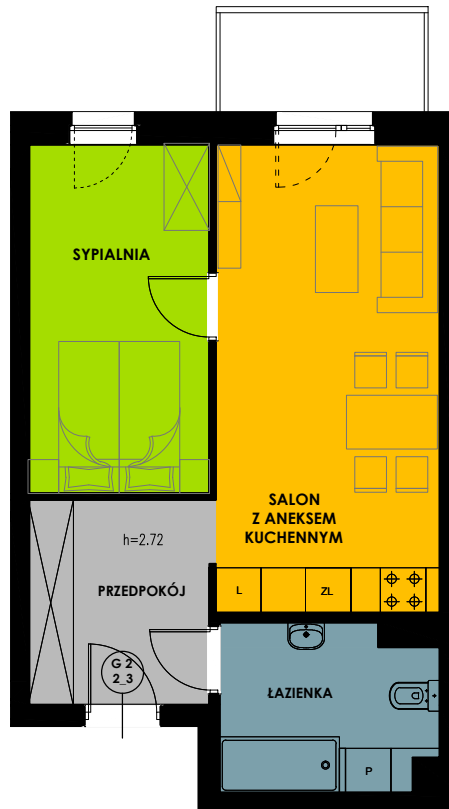 SYPIALNIA
SALON
Z ANEKSEM
KUCHENNYM
h=2.72
PRZEDPOKÓJ
L
ZL
G 2
2_3
ŁAZIENKA
P